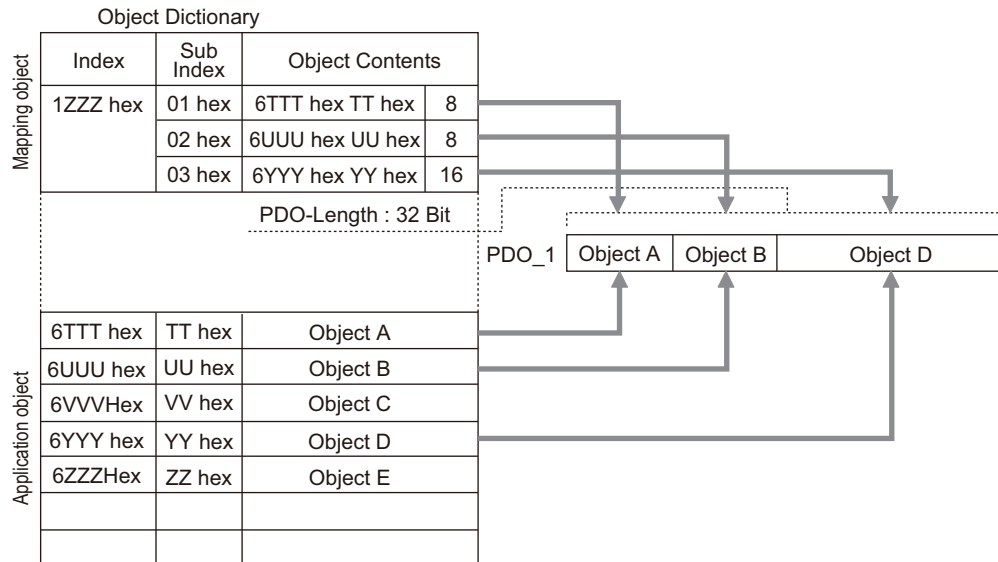 Object Dictionary
Mapping object
Index Sub Index Object Contents
1ZZZ hex 01 hex 6TTT hex TT hex 8
02 hex 6UUU hex UU hex 8
03 hex 6YYY hex YY hex 16
PDO-Length : 32 Bit
PDO_1 Object A Object B Object D
Application object
6TTT hex TT hex Object A
6UUU hex UU hex Object B
6VVVHex VV hex Object C
6YYY hex YY hex Object D
6ZZZHex ZZ hex Object E